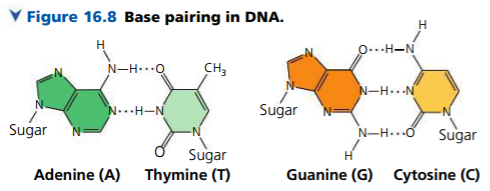 Figure 16.8 Base pairing in DNA.
H
N–H···O
CH₃
N
N···H–N
N
N
N
O
Sugar
Sugar
Adenine (A)
Thymine (T)
H
O···H–N
N
N–H···N
N
N
N
N–H···O
H
Sugar
Sugar
Guanine (G)
Cytosine (C)